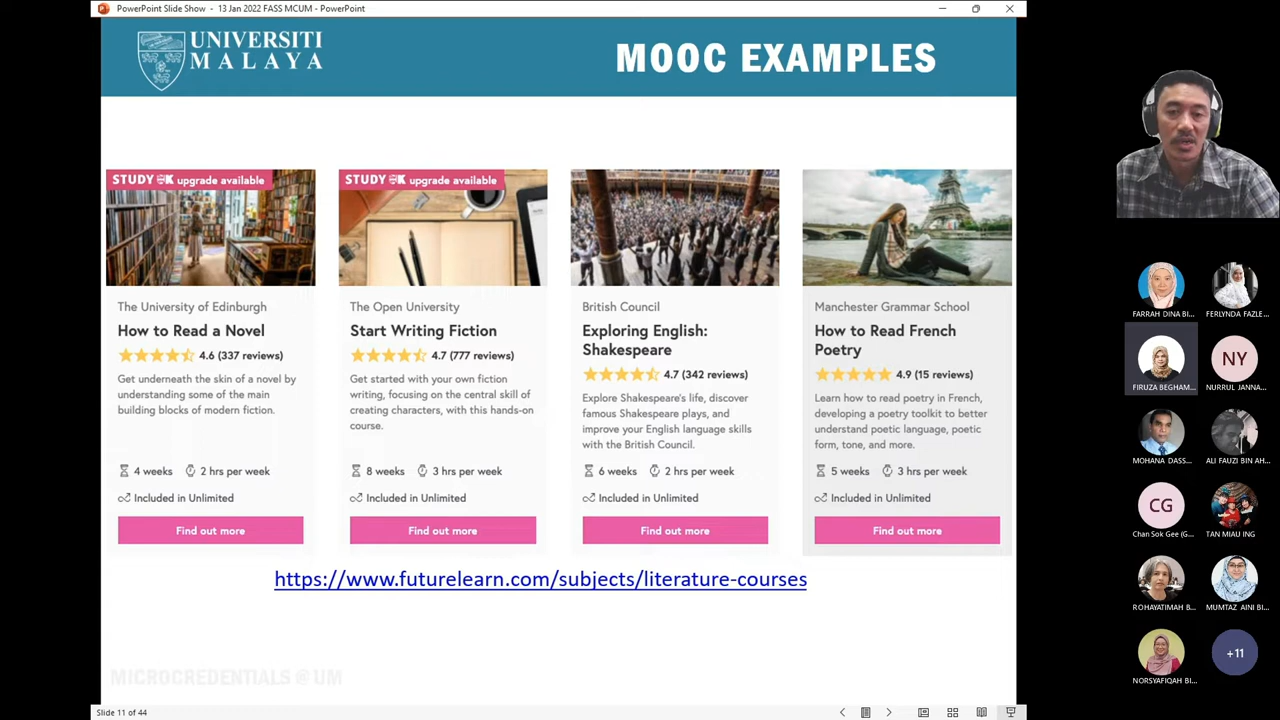 PowerPoint Slide Show - 13 Jan 2022 FASS MCUM - PowerPoint
UNIVERSITI
MALAYA
MOOC EXAMPLES
STUDY UK upgrade available
The University of Edinburgh
How to Read a Novel
4.6 (337 reviews)
Get underneath the skin of a novel by
understanding some of the main
building blocks of modern fiction.
4 weeks 2 hrs per week
Included in Unlimited
Find out more
STUDY UK upgrade available
The Open University
Start Writing Fiction
4.7 (777 reviews)
Get started with your own fiction
writing, focusing on the central skill of
creating characters, with this hands-on
course.
8 weeks 3 hrs per week
Included in Unlimited
Find out more
British Council
Exploring English:
Shakespeare
4.7 (342 reviews)
Explore Shakespeare's life, discover
famous Shakespeare plays, and
improve your English language skills
with the British Council.
6 weeks 2 hrs per week
Included in Unlimited
Find out more
Manchester Grammar School
How to Read French
Poetry
4.9 (15 reviews)
Learn how to read poetry in French,
developing a poetry toolkit to better
understand poetic language, poetic
form, tone, and more.
5 weeks 3 hrs per week
Included in Unlimited
Find out more
https://www.futurelearn.com/subjects/literature-courses
MICROCREDENTIALS @ UM
Slide 11 of 44
FARRAH DINA BI...
FERLYNDA FAZLE...
FIRUZA BEGHAM...
NY
NURRUL JANNA...
MOHANA DASS...
ALI FAUZI BIN AH...
CG
Chan Sok Gee (G...
TAN MIAU ING
ROHAYATIMAH B...
MUMTAZ AINI BI...
NORSYAFIQAH BI...
+11